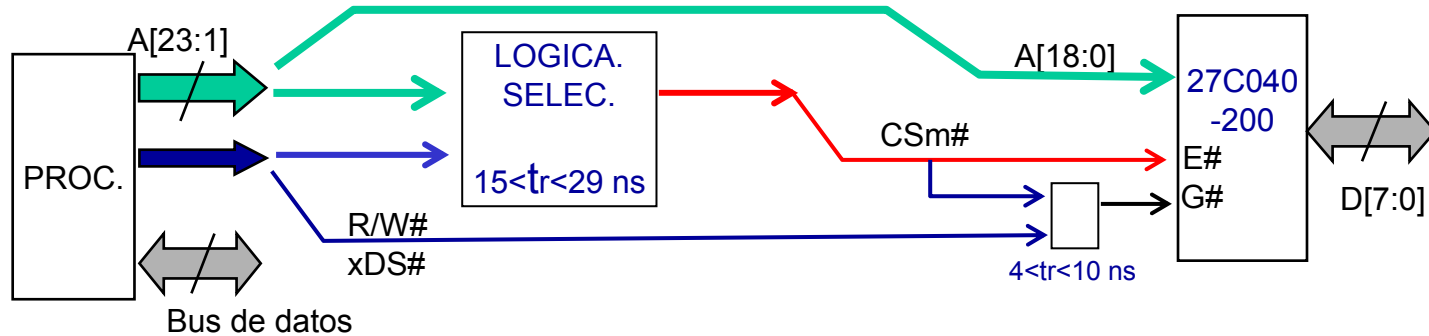 A[23:1]
PROC.
LOGICA.
SELEC.
15<tr<29 ns
A[18:0]
27C040
-200
CSm#
E#
G#
D[7:0]
R/W#
xDS#
4<tr<10 ns
Bus de datos